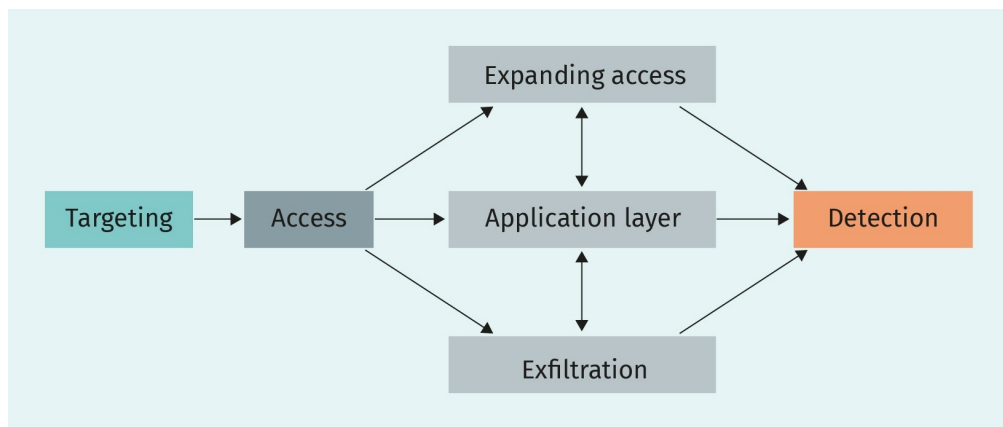 Expanding access
Targeting
Access
Application layer
Detection
Exfiltration